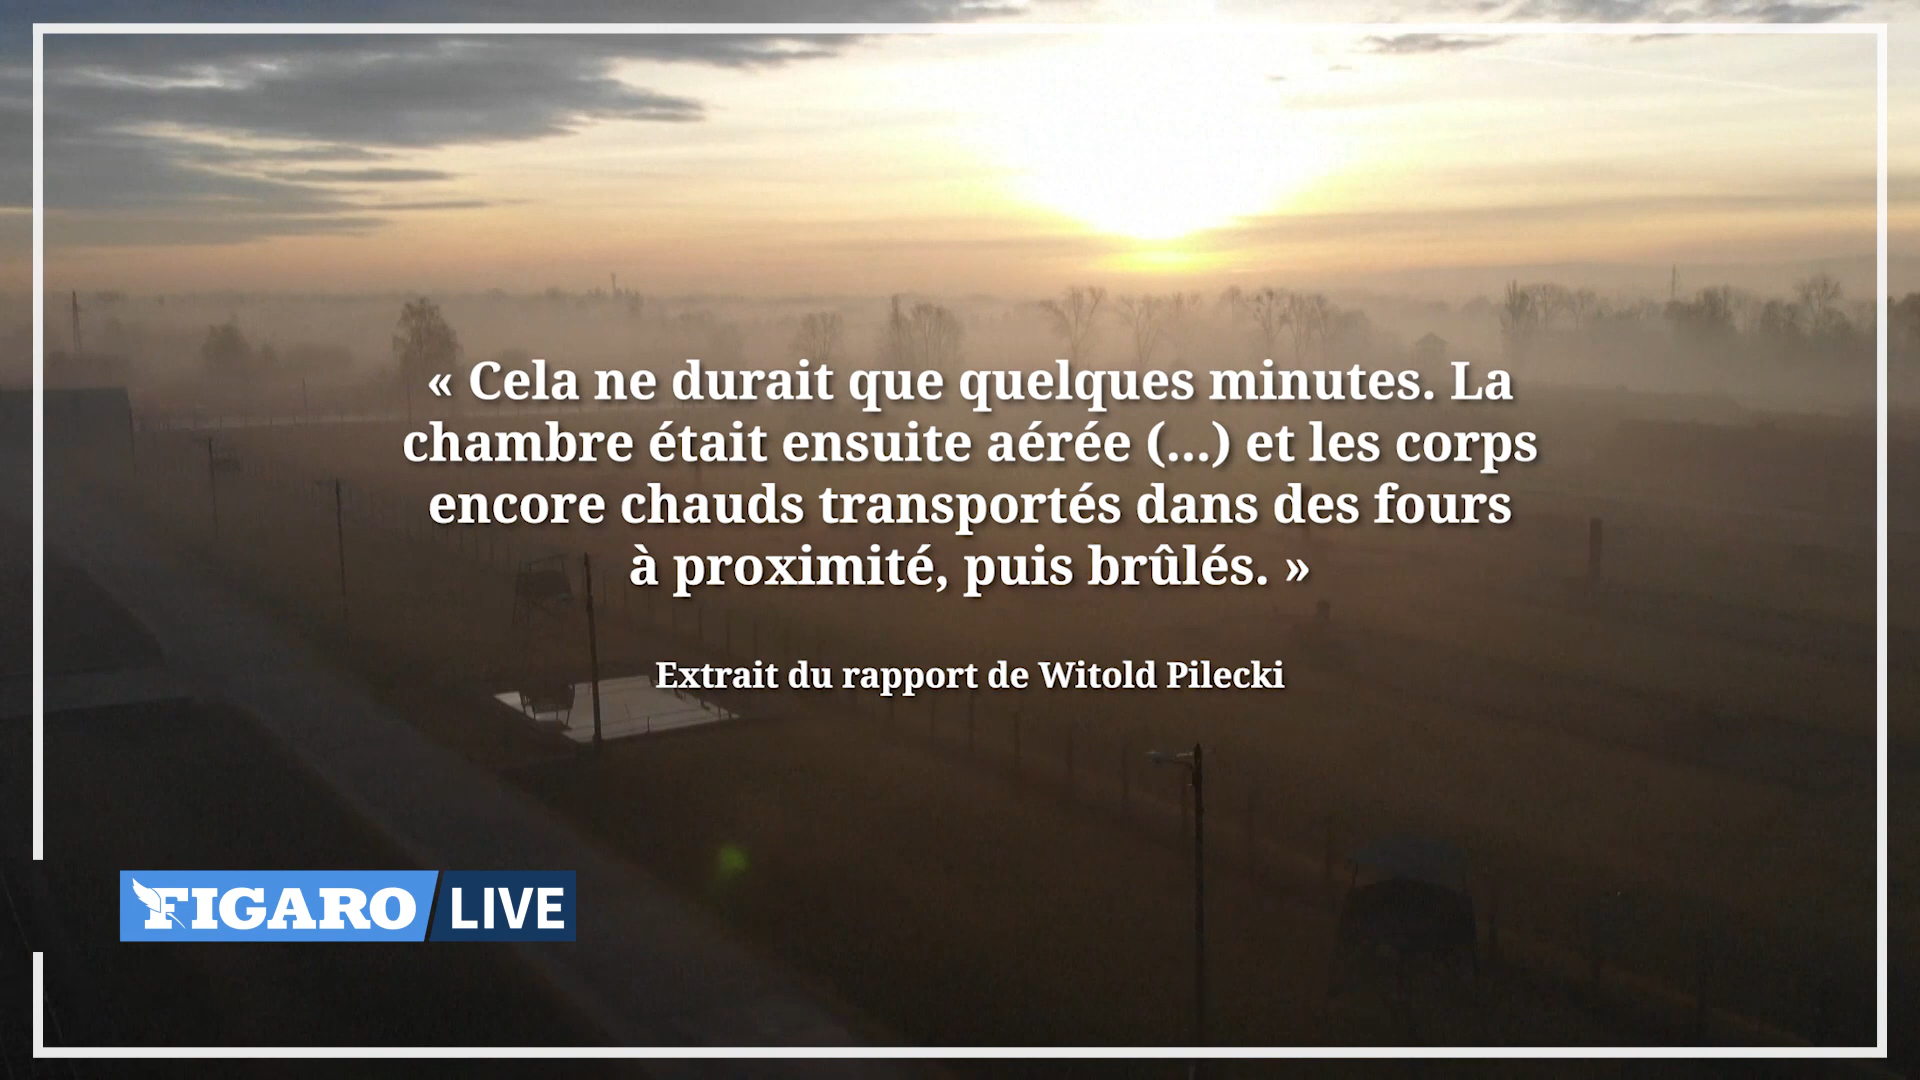 « Cela ne durait que quelques minutes. La
chambre était ensuite aérée (...) et les corps
encore chauds transportés dans des fours
à proximité, puis brûlés. »
Extrait du rapport de Witold Pilecki
FIGARO LIVE